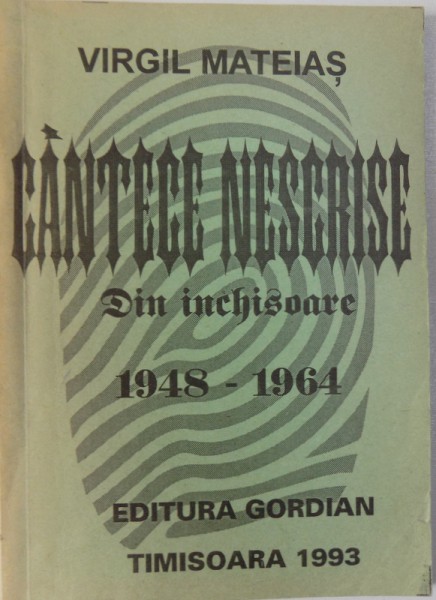 VIRGIL MATEIAȘ
CÂNTECE NESCRISE
Din inchisoare
1948 - 1964
EDITURA GORDIAN
TIMISOARA 1993